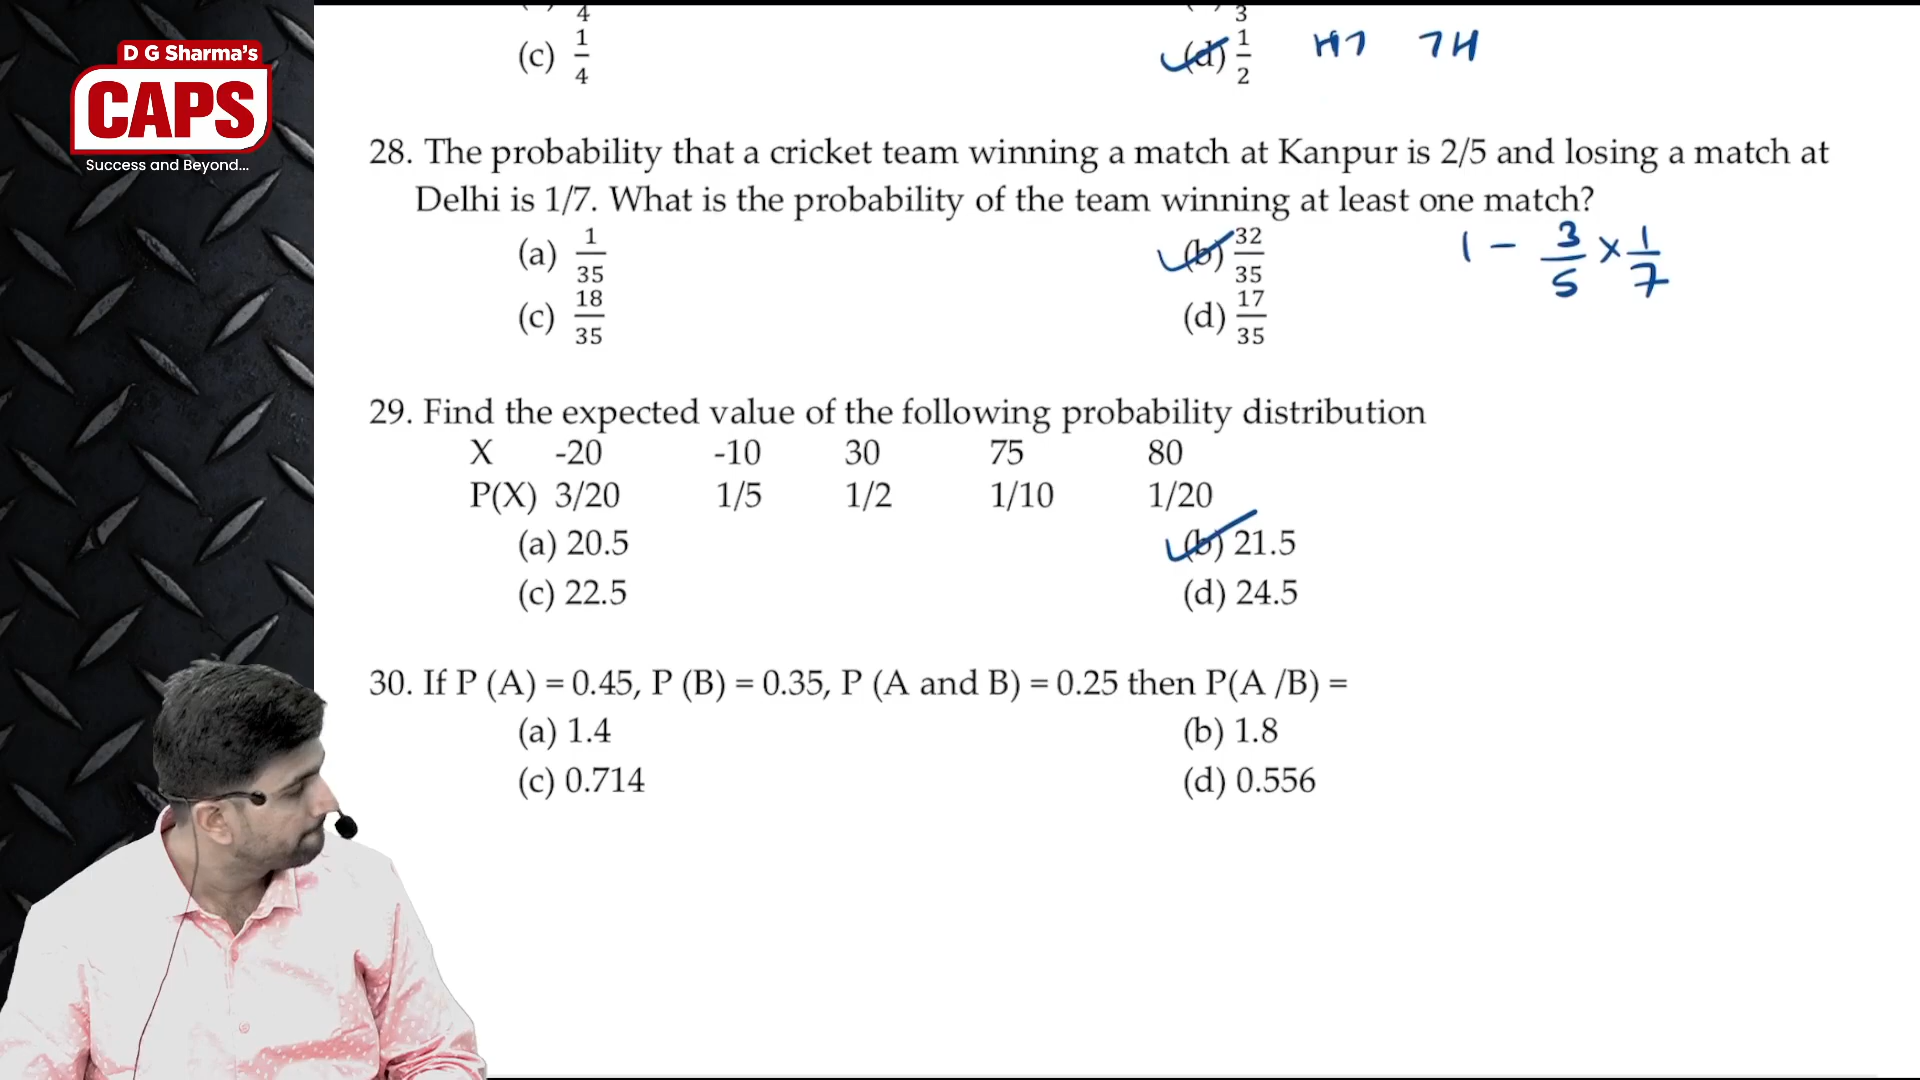 D G Sharma's
CAPS
Success and Beyond...
4 3
(c) 1/4 (d) 1/2 HT TH
28. The probability that a cricket team winning a match at Kanpur is 2/5 and losing a match at
Delhi is 1/7. What is the probability of the team winning at least one match?
(a) 1/35 (b) 32/35 1 - 3/5 × 1/7
(c) 18/35 (d) 17/35
29. Find the expected value of the following probability distribution
X -20 -10 30 75 80
P(X) 3/20 1/5 1/2 1/10 1/20
(a) 20.5 (b) 21.5
(c) 22.5 (d) 24.5
30. If P (A) = 0.45, P (B) = 0.35, P (A and B) = 0.25 then P(A /B) =
(a) 1.4 (b) 1.8
(c) 0.714 (d) 0.556